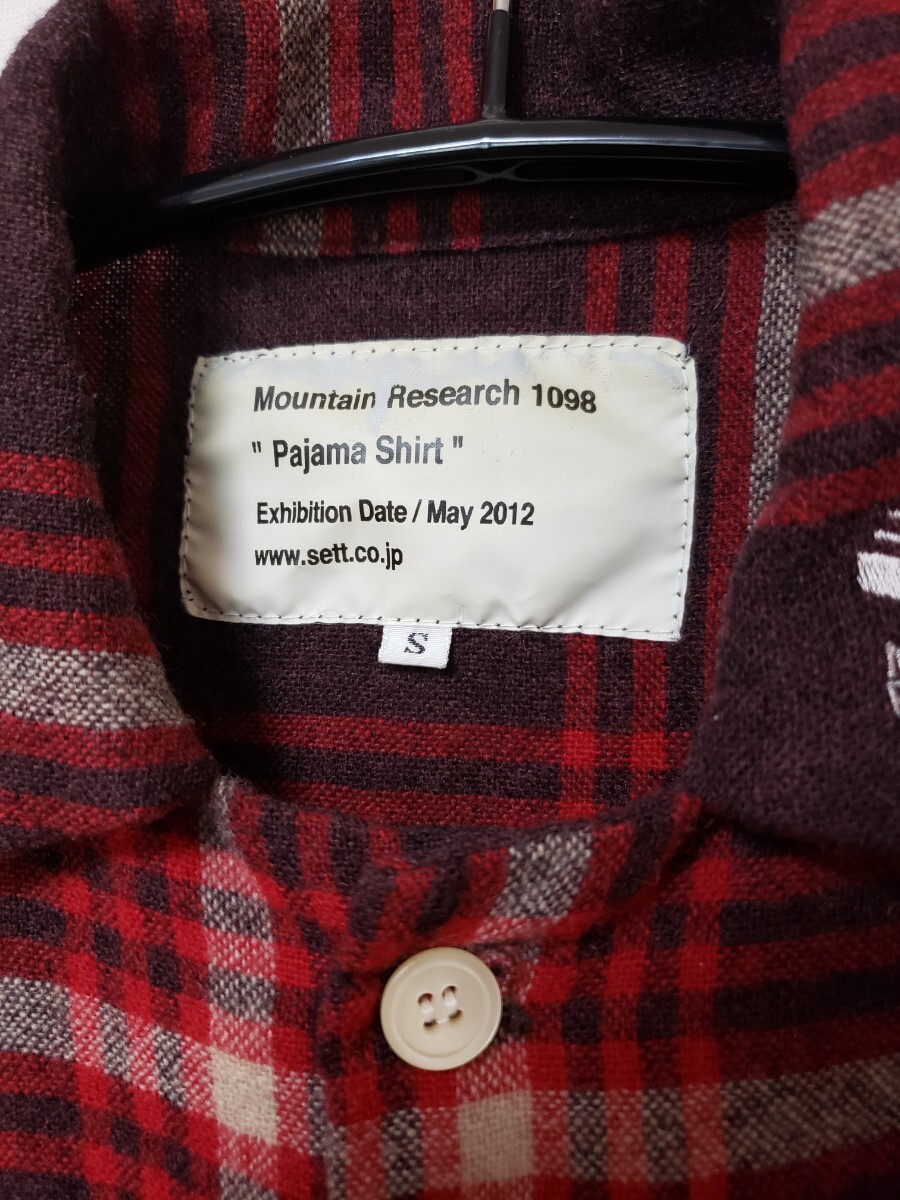 Mountain Research 1098
" Pajama Shirt "
Exhibition Date / May 2012
www.sett.co.jp
S